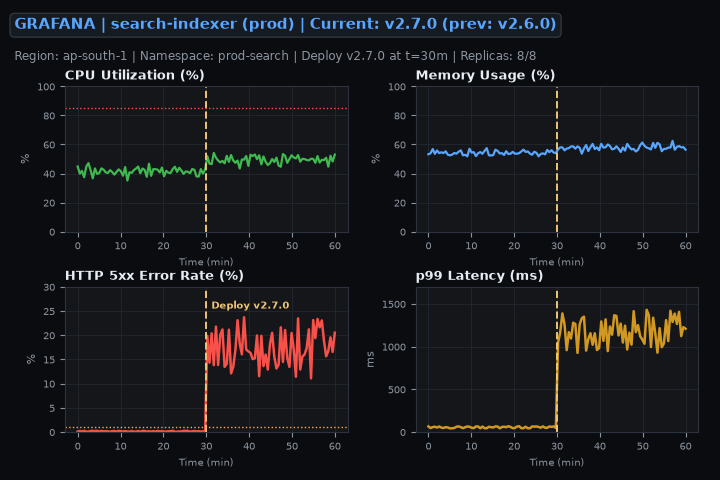 GRAFANA | search-indexer (prod) | Current: v2.7.0 (prev: v2.6.0)
Region: ap-south-1 | Namespace: prod-search | Deploy v2.7.0 at t=30m | Replicas: 8/8
CPU Utilization (%)
100
80
60
40
20
0
%
0 10 20 30 40 50 60
Time (min)
Memory Usage (%)
100
80
60
40
20
0
%
0 10 20 30 40 50 60
Time (min)
HTTP 5xx Error Rate (%)
Deploy v2.7.0
30
25
20
15
10
5
0
%
0 10 20 30 40 50 60
Time (min)
p99 Latency (ms)
1500
1000
500
0
ms
0 10 20 30 40 50 60
Time (min)